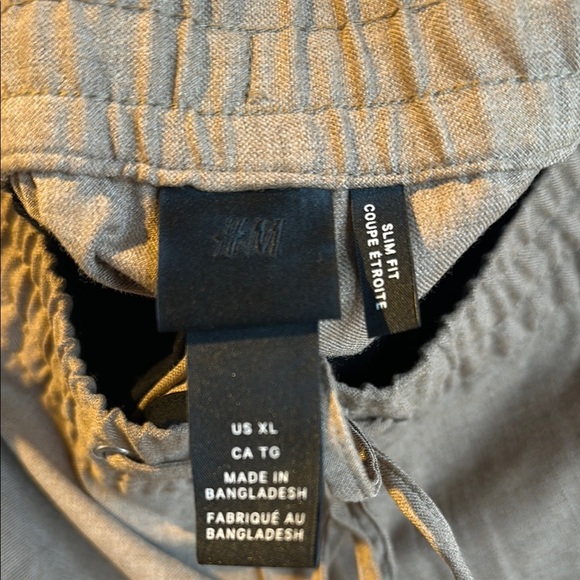 H&M
SLIM FIT
COUPE ÉTROITE
US XL
CA TG
MADE IN
BANGLADESH
FABRIQUÉ AU
BANGLADESH